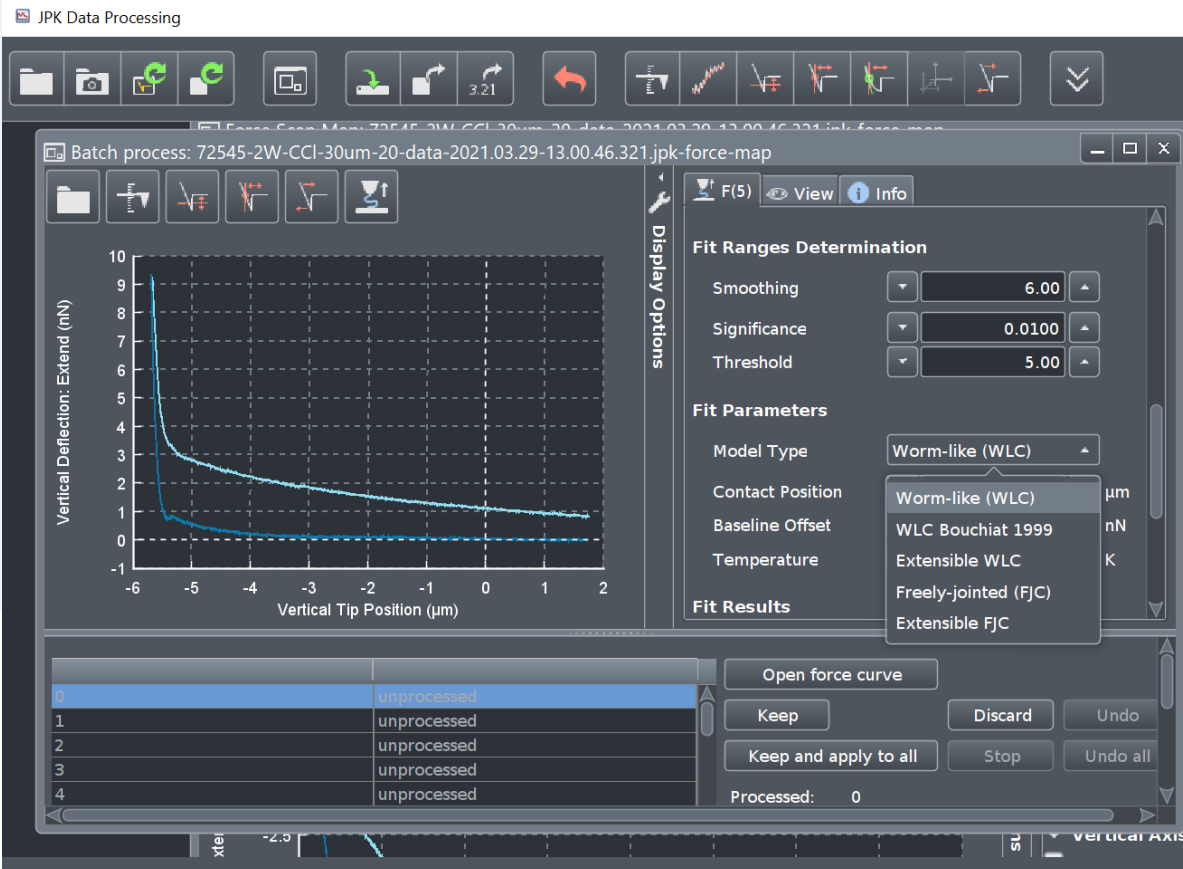 JPK Data Processing
3.21
Force Scan Map: 72545-2W-CCl-30um-20-data-2021.03.29-13.00.46.321.jpk-force-map
Batch process: 72545-2W-CCl-30um-20-data-2021.03.29-13.00.46.321.jpk-force-map
F(5)
View
Info
Display Options
Vertical Deflection: Extend (nN)
10
9
8
7
6
5
4
3
2
1
0
-1
-6 -5 -4 -3 -2 -1 0 1 2
Vertical Tip Position (µm)
Fit Ranges Determination
Smoothing 6.00
Significance 0.0100
Threshold 5.00
Fit Parameters
Model Type Worm-like (WLC)
Contact Position µm
Baseline Offset nN
Temperature K
Worm-like (WLC)
WLC Bouchiat 1999
Extensible WLC
Freely-jointed (FJC)
Extensible FJC
Fit Results
0 unprocessed
1 unprocessed
2 unprocessed
3 unprocessed
4 unprocessed
Open force curve
Keep Discard Undo
Keep and apply to all Stop Undo all
Processed: 0
-2.5
Vertical Axis